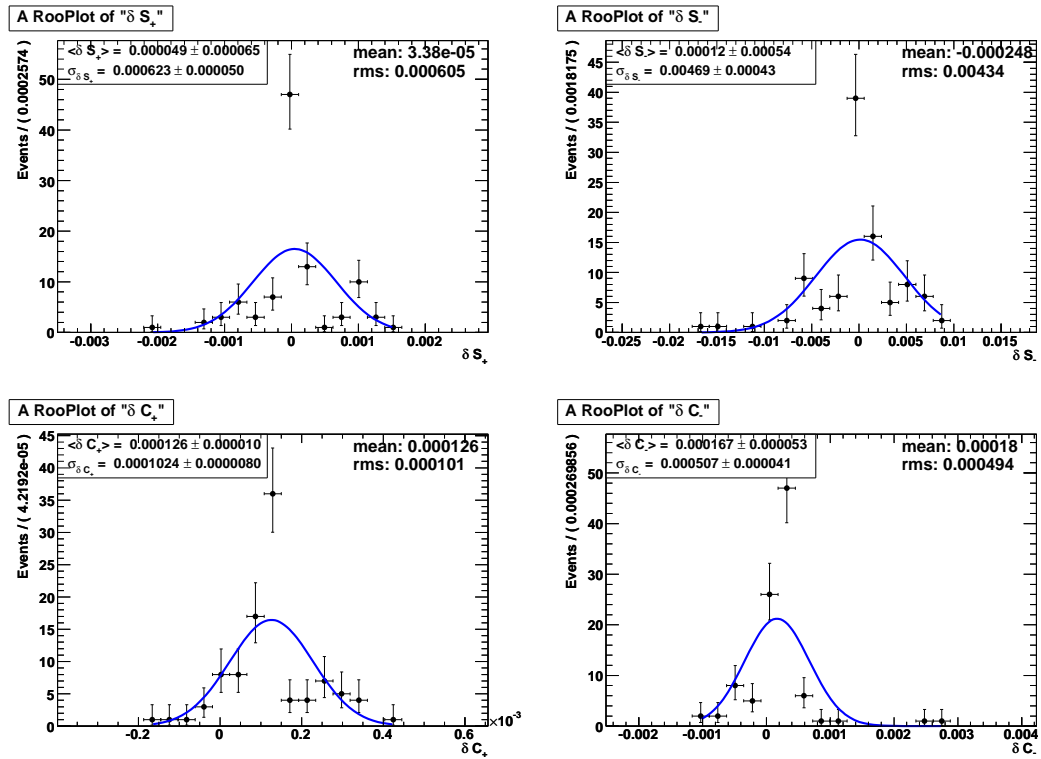 A RooPlot of "δ S₊"
<δ S₊> = 0.000049 ± 0.000065
σδ S₊ = 0.000623 ± 0.000050
mean: 3.38e-05
rms: 0.000605
Events / ( 0.0002574 )
50
40
30
20
10
0
-0.003 -0.002 -0.001 0 0.001 0.002
δ S₊
A RooPlot of "δ S₋"
<δ S₋> = 0.00012 ± 0.00054
σδ S₋ = 0.00469 ± 0.00043
mean: -0.000248
rms: 0.00434
Events / ( 0.0018175 )
45
40
35
30
25
20
15
10
5
0
-0.025 -0.02 -0.015 -0.01 -0.005 0 0.005 0.01 0.015
δ S₋
A RooPlot of "δ C₊"
<δ C₊> = 0.000126 ± 0.000010
σδ C₊ = 0.0001024 ± 0.0000080
mean: 0.000126
rms: 0.000101
Events / ( 4.2192e-05 )
45
40
35
30
25
20
15
10
5
0
-0.2 0 0.2 0.4 0.6
×10⁻³
δ C₊
A RooPlot of "δ C₋"
<δ C₋> = 0.000167 ± 0.000053
σδ C₋ = 0.000507 ± 0.000041
mean: 0.00018
rms: 0.000494
Events / ( 0.000269856 )
50
40
30
20
10
0
-0.002 -0.001 0 0.001 0.002 0.003 0.004
δ C₋